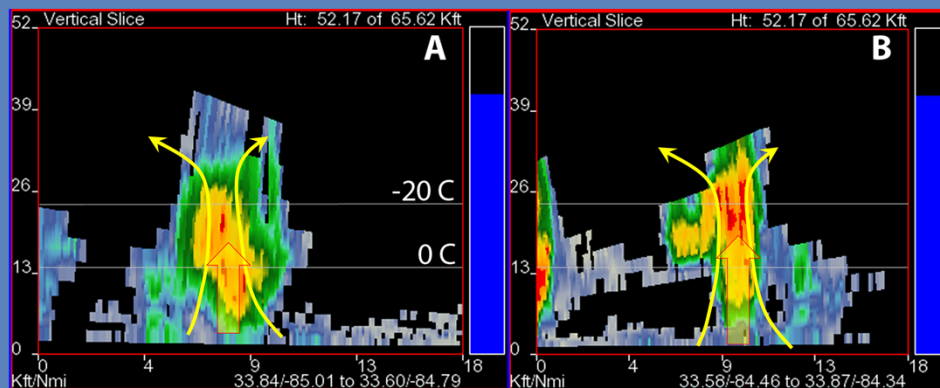 Vertical Slice Ht: 52.17 of 65.62 Kft
52
A
39
26
-20 C
0 C
13
0
0 4 9 13 18
Kft/Nmi 33.84/-85.01 to 33.60/-84.79
Vertical Slice Ht: 52.17 of 65.62 Kft
52
B
39
26
13
0
0 4 9 13 18
Kft/Nmi 33.58/-84.46 to 33.87/-84.34